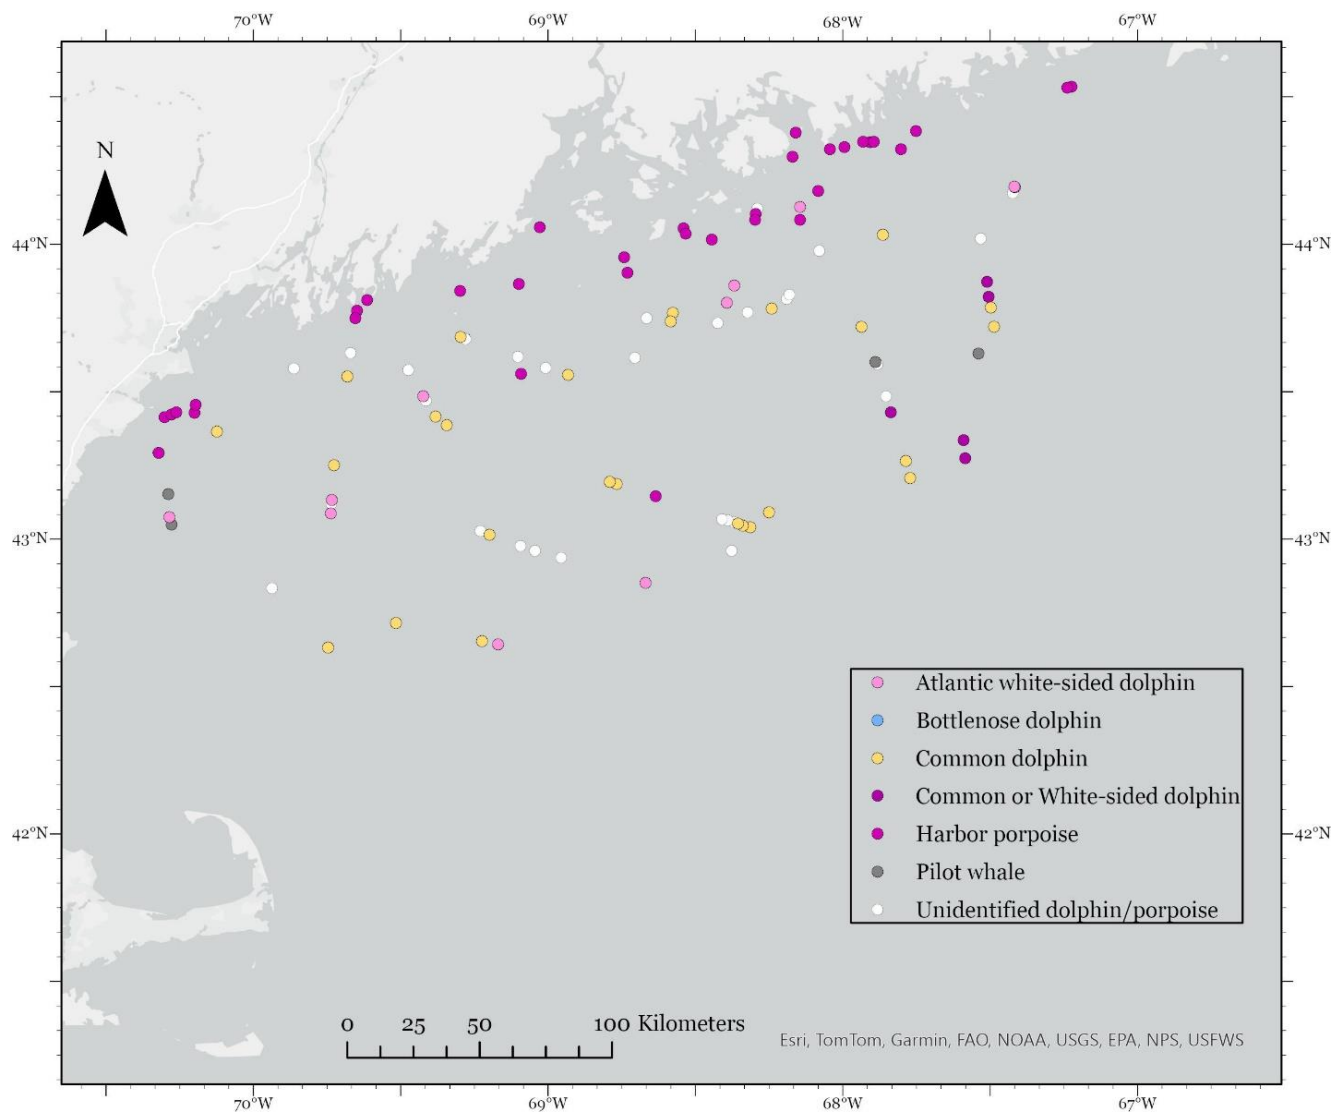 70°W 69°W 68°W 67°W
N
44°N 44°N
43°N 43°N
Atlantic white-sided dolphin
Bottlenose dolphin
Common dolphin
Common or White-sided dolphin
42°N 42°N
Harbor porpoise
Pilot whale
Unidentified dolphin/porpoise
0 25 50 100 Kilometers
Esri, TomTom, Garmin, FAO, NOAA, USGS, EPA, NPS, USFWS
70°W 69°W 68°W 67°W